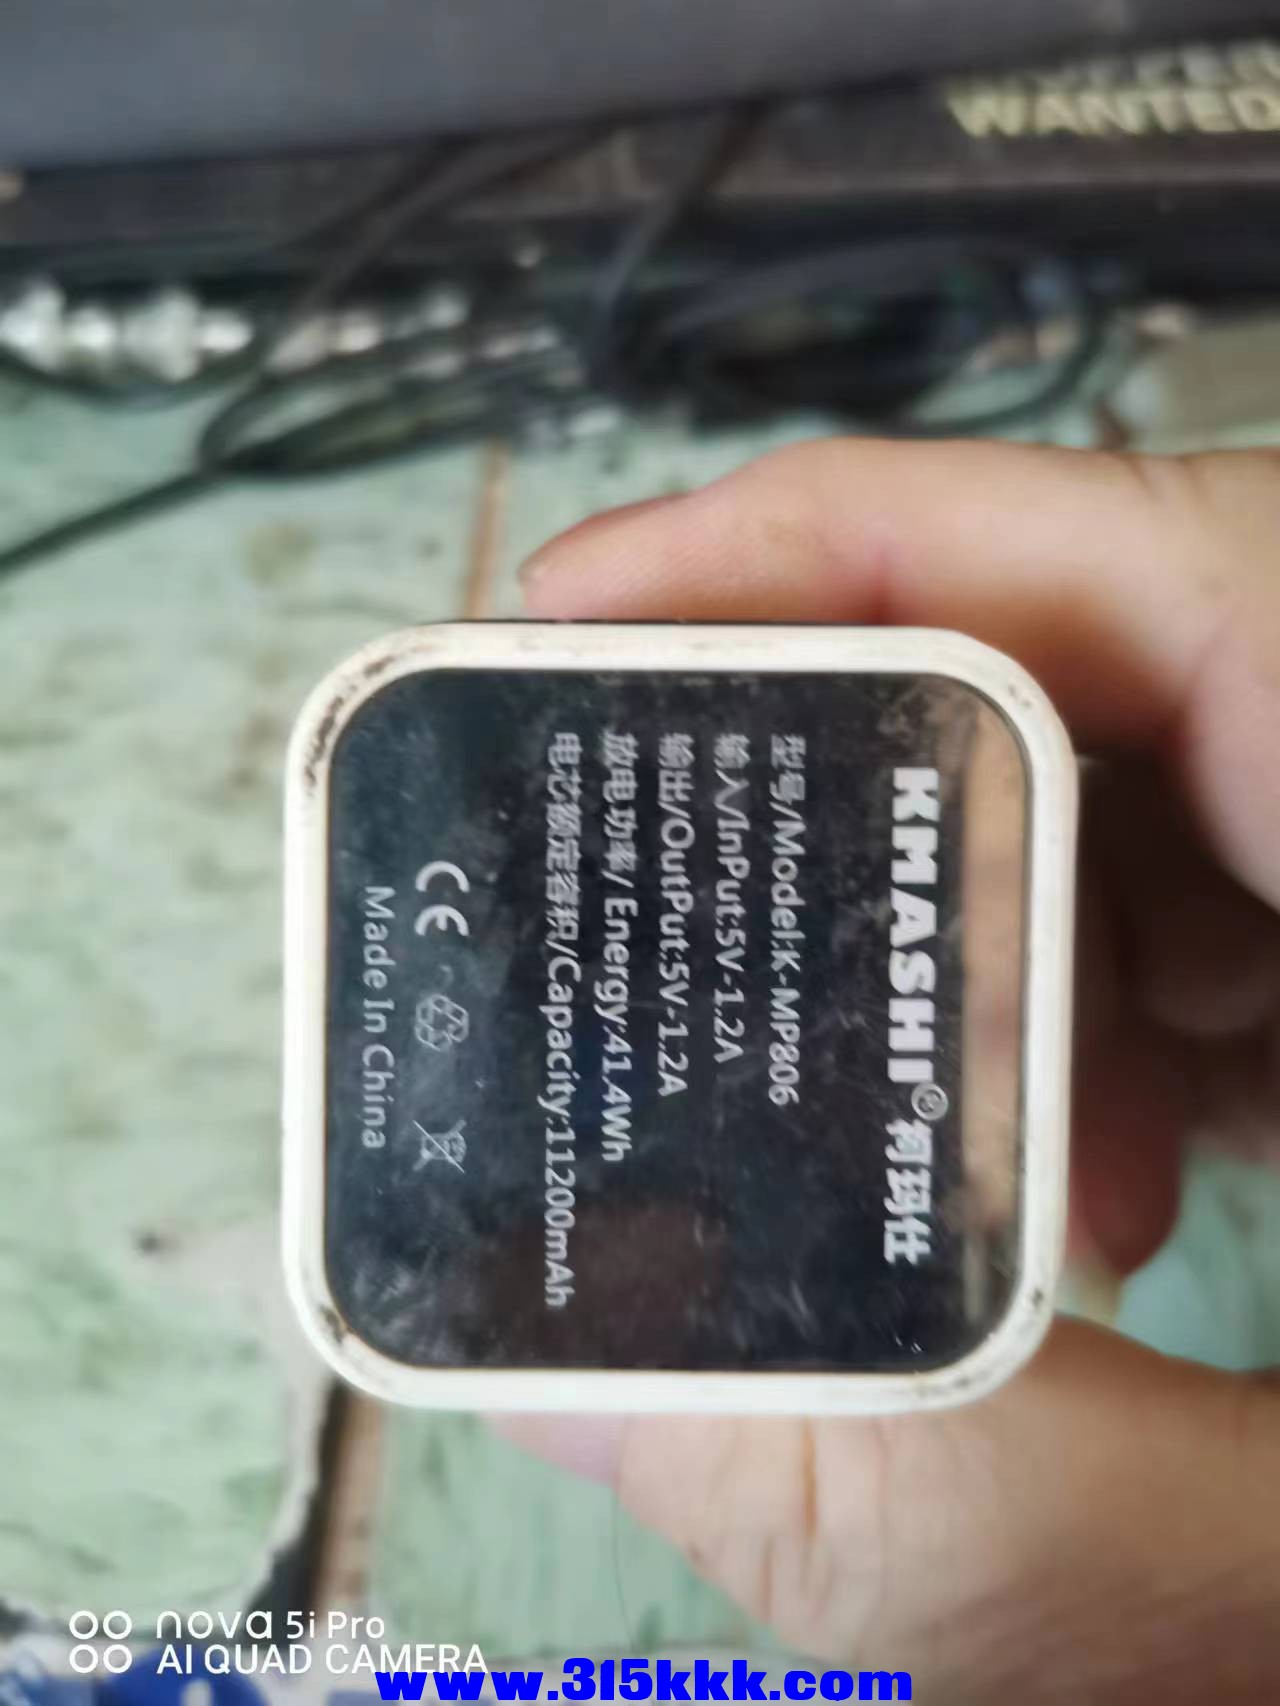 WANTED
KMASHI® 柯玛仕
型号/Model:K-MP806
输入/InPut:5V-1.2A
输出/OutPut:5V-1.2A
放电功率/ Energy:41.4Wh
电芯额定容积/Capacity:11200mAh
CE
Made In China
nova 5i Pro
AI QUAD CAMERA
www.315kkk.com